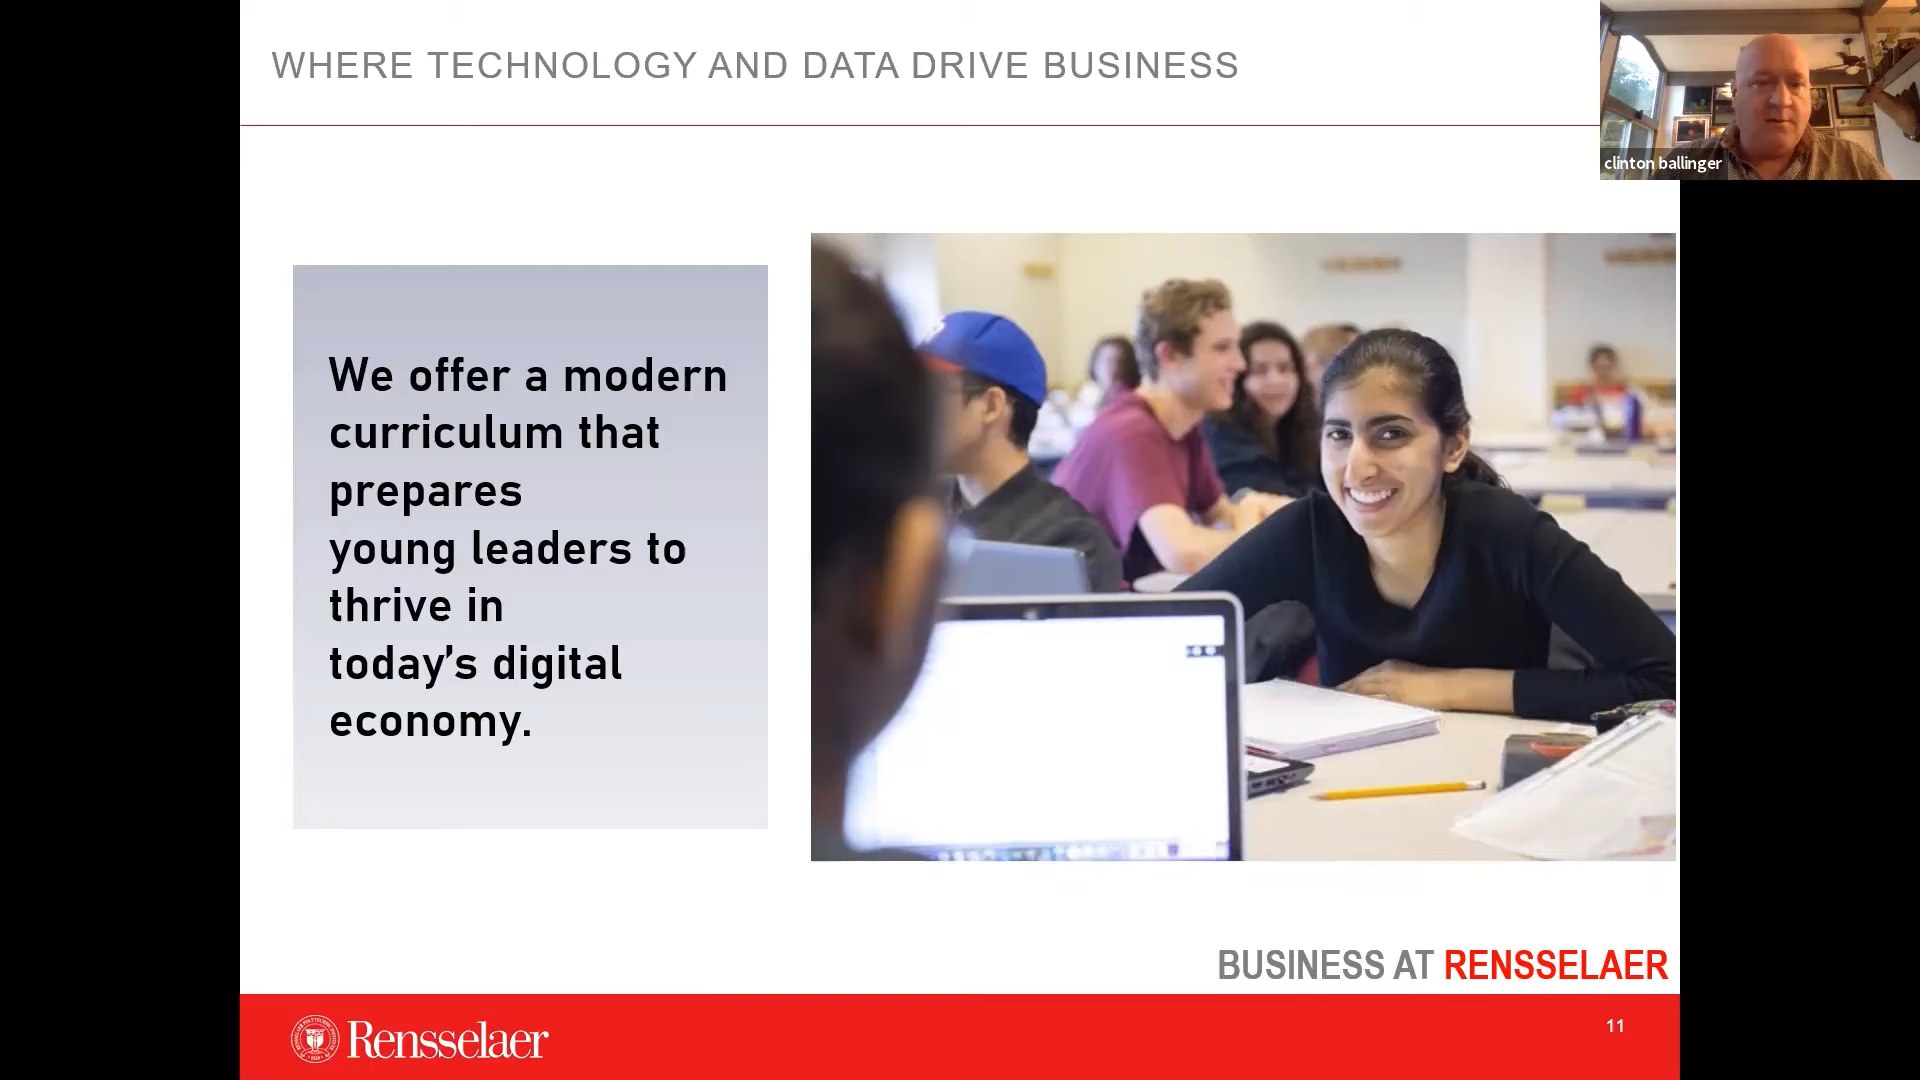 WHERE TECHNOLOGY AND DATA DRIVE BUSINESS
clinton ballinger
We offer a modern
curriculum that
prepares
young leaders to
thrive in
today’s digital
economy.
BUSINESS AT RENSSELAER
Rensselaer
11